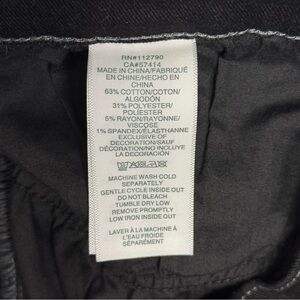 RN#112790
CA#57414
MADE IN CHINA/FABRIQUÉ
EN CHINE/HECHO EN
CHINA
63% COTTON/COTON/
ALGODÓN
31% POLYESTER/
POLIÉSTER
5% RAYON/RAYONNE/
VISCOSE
1% SPANDEX/ÉLASTHANNE
EXCLUSIVE OF
DECORATION/SAUF
DÉCORATION/NO INCLUYE
LA DECORACIÓN
MACHINE WASH COLD
SEPARATELY
GENTLE CYCLE INSIDE OUT
DO NOT BLEACH
TUMBLE DRY LOW
REMOVE PROMPTLY
LOW IRON INSIDE OUT
LAVER À LA MACHINE À
L'EAU FROIDE
SÉPARÉMENT